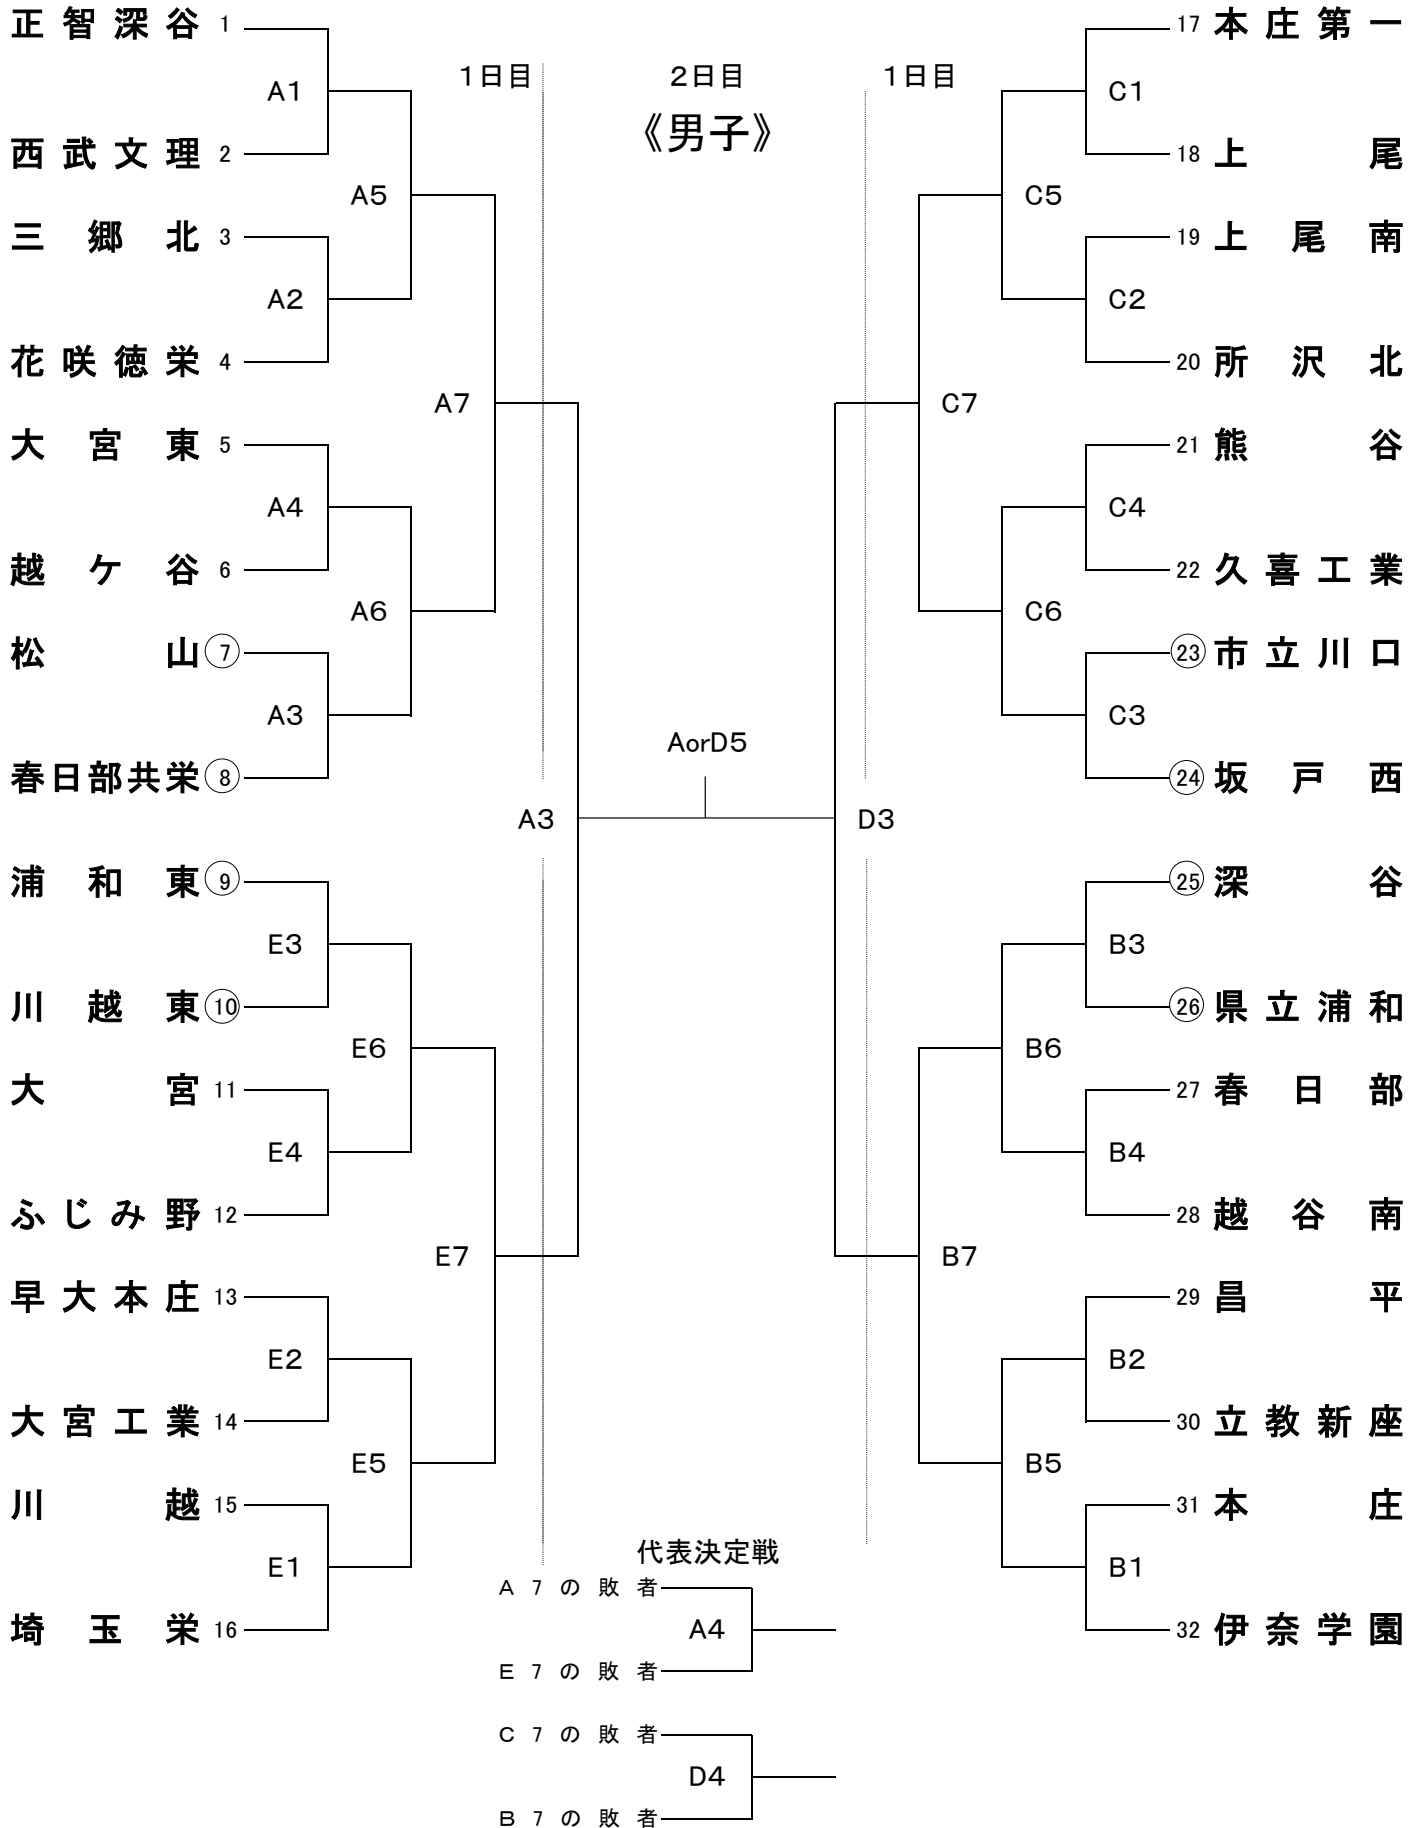 《男子》
1日目
2日目
1日目
正智深谷 1
A1
西武文理 2
A5
三郷北 3
A2
花咲徳栄 4
A7
大宮東 5
A4
越ケ谷 6
A6
松山 ⑦
A3
春日部共栄 ⑧
A3
浦和東 ⑨
E3
川越東 ⑩
E6
大宮 11
E4
ふじみ野 12
E7
早大本庄 13
E2
大宮工業 14
E5
川越 15
E1
埼玉栄 16
AorD5
17 本庄第一
C1
18 上尾
C5
19 上尾南
C2
20 所沢北
C7
21 熊谷
C4
22 久喜工業
C6
㉓ 市立川口
C3
㉔ 坂戸西
D3
㉕ 深谷
B3
㉖ 県立浦和
B6
27 春日部
B4
28 越谷南
B7
29 昌平
B2
30 立教新座
B5
31 本庄
B1
32 伊奈学園
代表決定戦
A7の敗者
A4
E7の敗者
C7の敗者
D4
B7の敗者